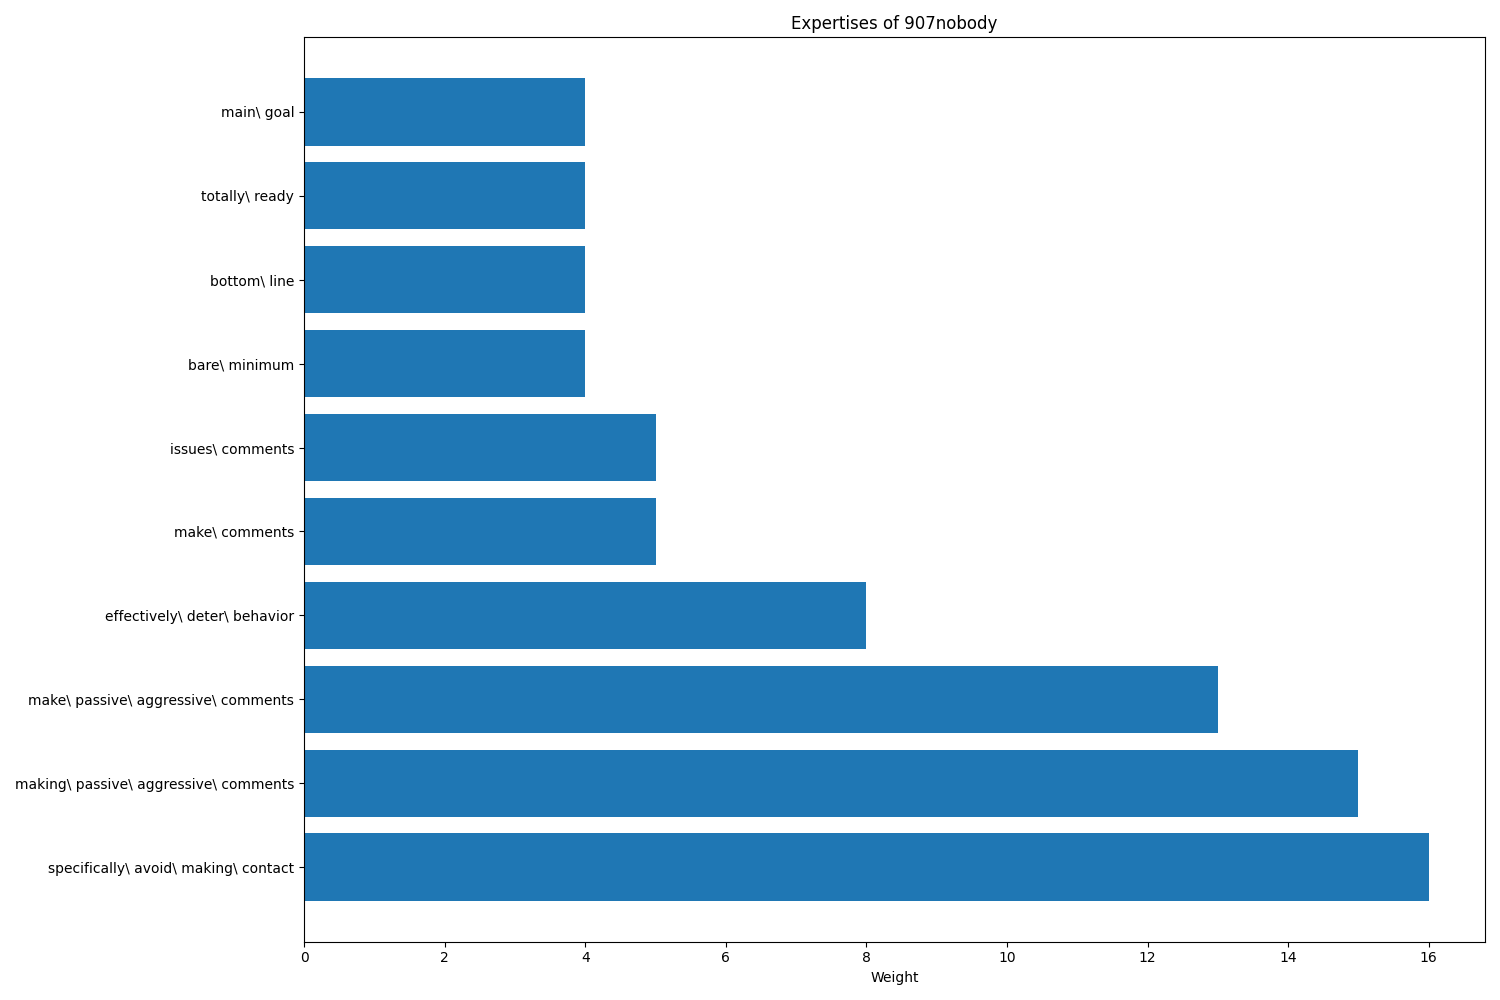 Expertises of 907nobody
main\ goal
totally\ ready
bottom\ line
bare\ minimum
issues\ comments
make\ comments
effectively\ deter\ behavior
make\ passive\ aggressive\ comments
making\ passive\ aggressive\ comments
specifically\ avoid\ making\ contact
0 2 4 6 8 10 12 14 16
Weight